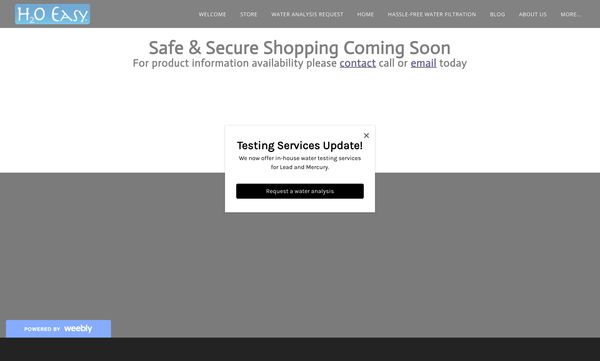 H2O Easy
WELCOME STORE WATER ANALYSIS REQUEST HOME HASSLE-FREE WATER FILTRATION BLOG ABOUT US MORE...
Safe & Secure Shopping Coming Soon
For product information availability please contact call or email today
×
Testing Services Update!
We now offer in-house water testing services
for Lead and Mercury.
Request a water analysis
POWERED BY weebly